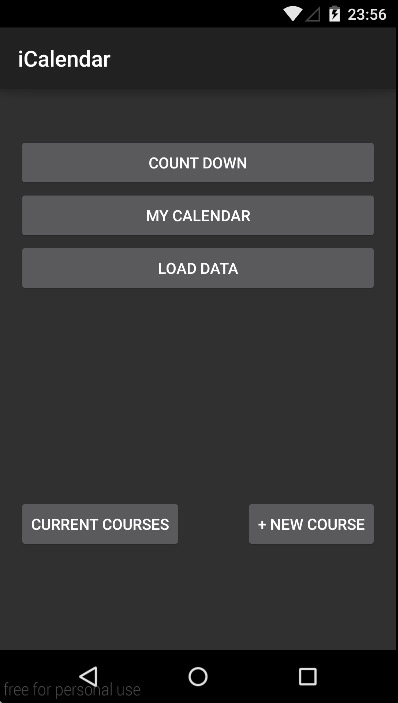 23:56
iCalendar
COUNT DOWN
MY CALENDAR
LOAD DATA
CURRENT COURSES
+ NEW COURSE
free for personal use